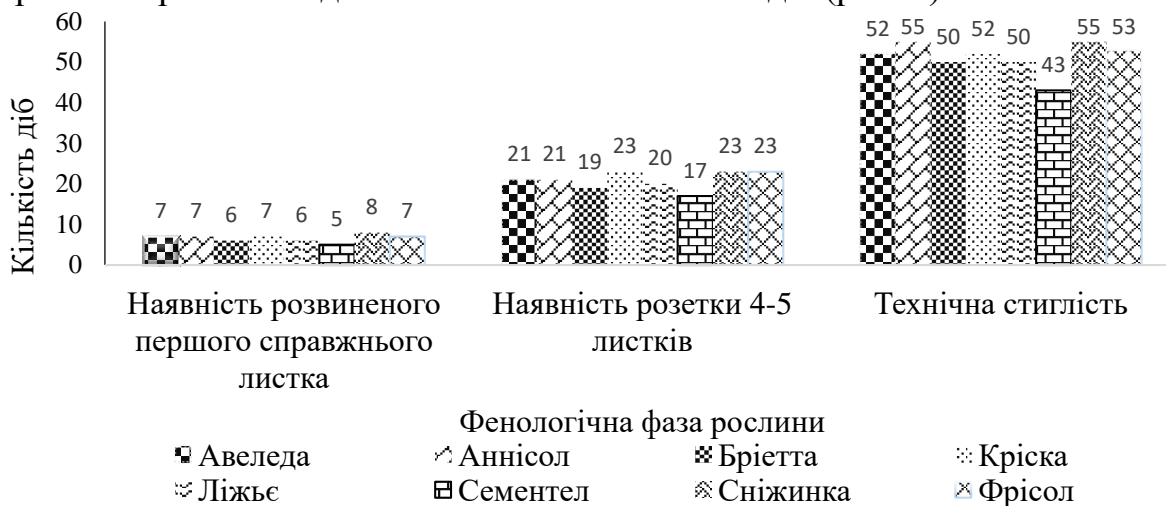 60
50
40
30
20
10
0
Кількість діб
7 7 6 7 6 5 8 7
21 21 19 23 20 17 23 23
52 55 50 52 50 43 55 53
Наявність розвиненого
першого справжнього
листка
Наявність розетки 4-5
листків
Технічна стиглість
Фенологічна фаза рослини
Авеледа Аннісол Брієтта Кріска
Ліжьє Сементел Сніжинка Фрісол